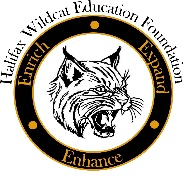 Halifax Wildcat Education Foundation
Enrich
Expand
Enhance